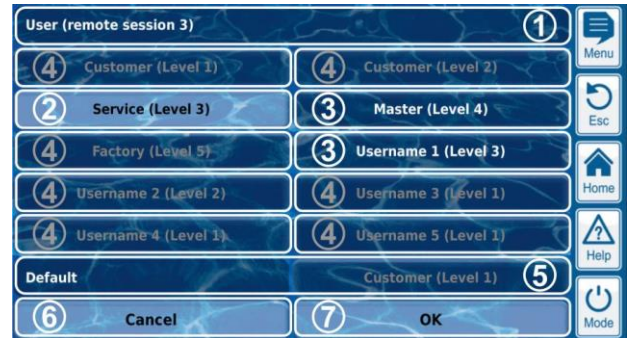 User (remote session 3) 1
4 Customer (Level 1) 4 Customer (Level 2)
2 Service (Level 3) 3 Master (Level 4)
4 Factory (Level 5) 3 Username 1 (Level 3)
4 Username 2 (Level 2) 4 Username 3 (Level 1)
4 Username 4 (Level 1) 4 Username 5 (Level 1)
Default Customer (Level 1) 5
6 Cancel 7 OK
Menu
Esc
Home
?
Help
Mode